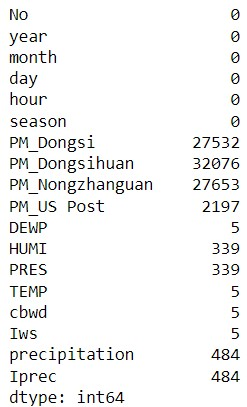 No 0
year 0
month 0
day 0
hour 0
season 0
PM_Dongsi 27532
PM_Dongsihuan 32076
PM_Nongzhanguan 27653
PM_US Post 2197
DEWP 5
HUMI 339
PRES 339
TEMP 5
cbwd 5
Iws 5
precipitation 484
Iprec 484
dtype: int64